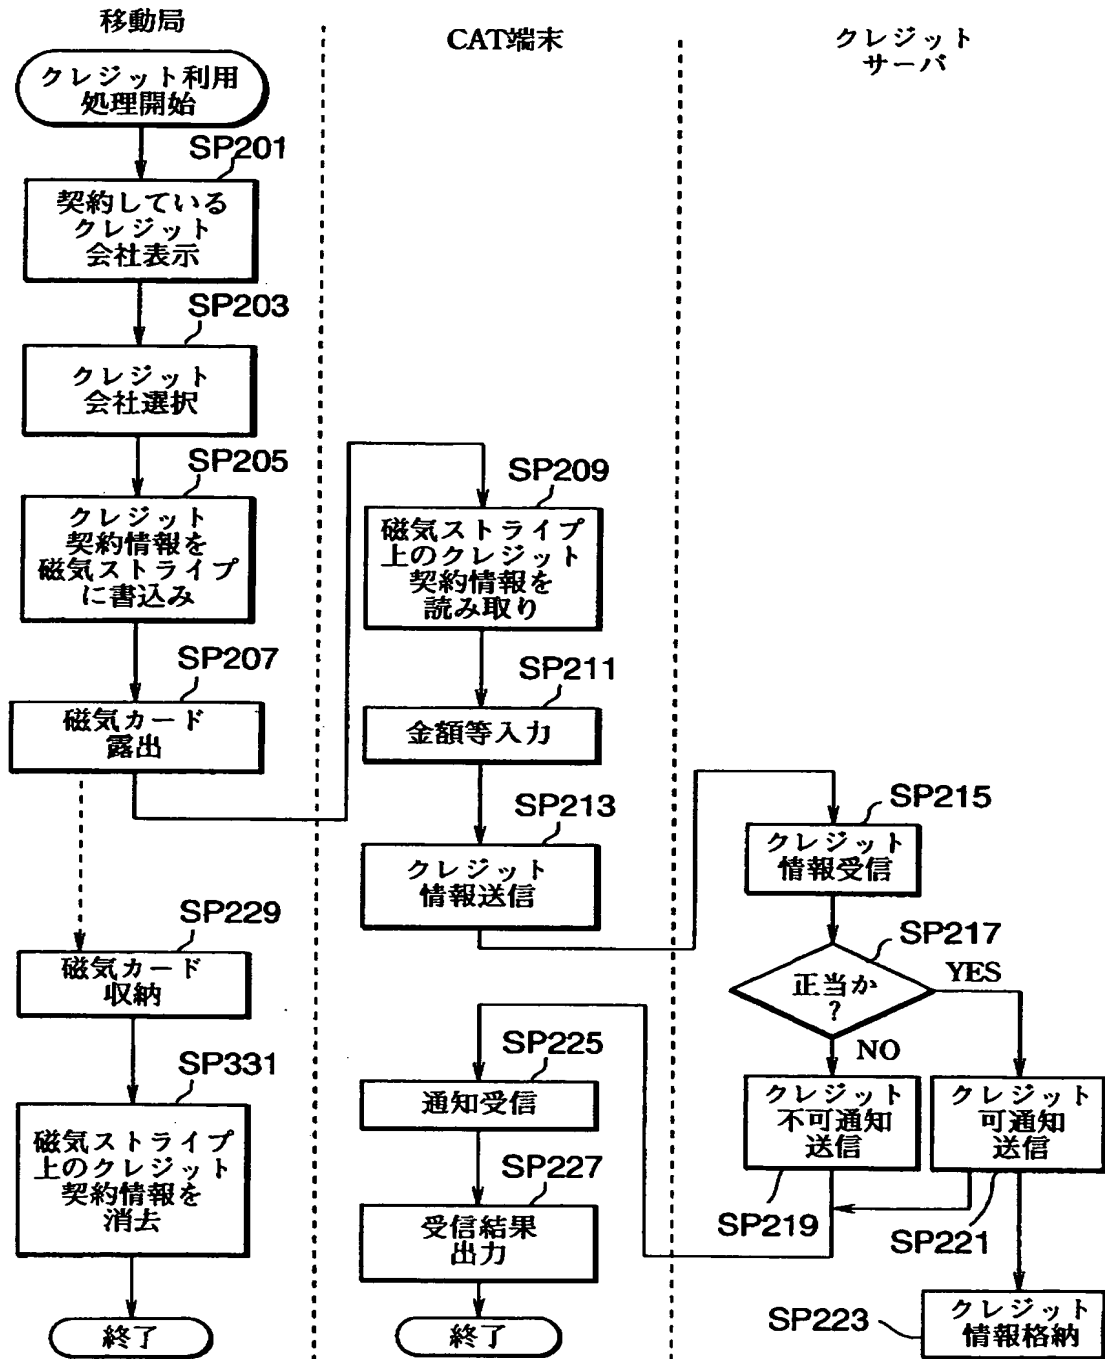 移動局
クレジット利用
処理開始
SP201
契約している
クレジット
会社表示
SP203
クレジット
会社選択
SP205
クレジット
契約情報を
磁気ストライプ
に書込み
SP207
磁気カード
露出
SP229
磁気カード
収納
SP331
磁気ストライプ
上のクレジット
契約情報を
消去
終了
CAT端末
SP209
磁気ストライプ
上のクレジット
契約情報を
読み取り
SP211
金額等入力
SP213
クレジット
情報送信
SP225
通知受信
SP227
受信結果
出力
終了
クレジット
サーバ
SP215
クレジット
情報受信
SP217
正当か
?
YES
NO
クレジット
不可通知
送信
SP219
クレジット
可通知
送信
SP221
SP223
クレジット
情報格納